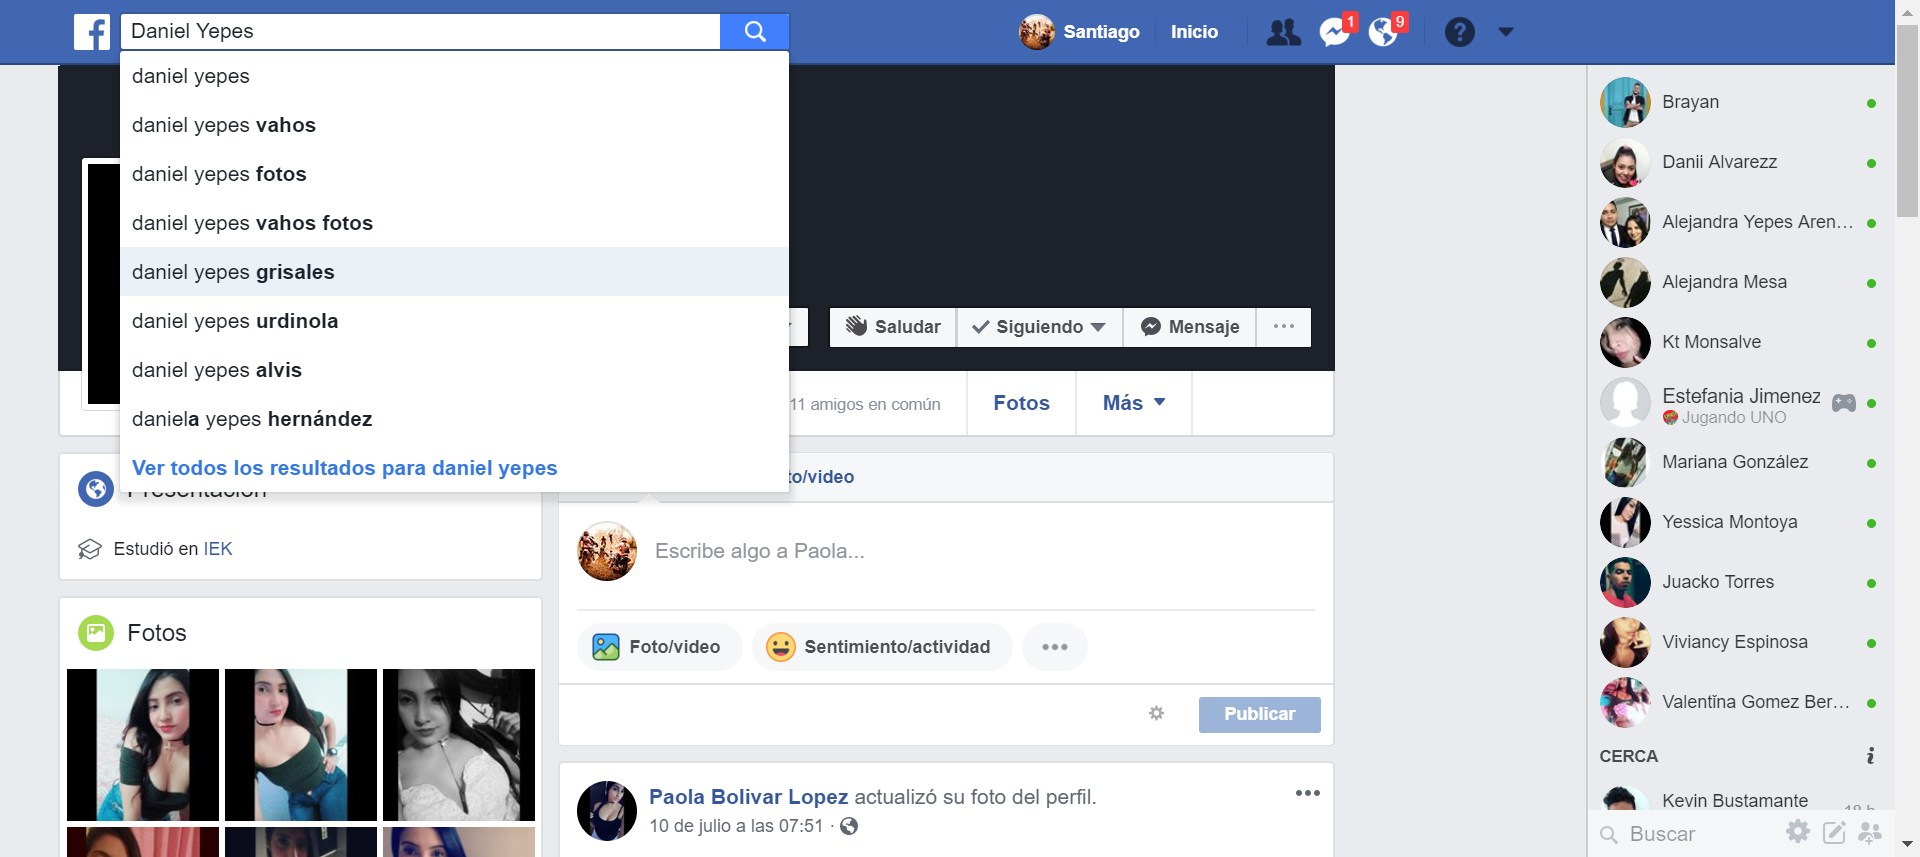 Daniel Yepes
Santiago
Inicio
1
9
?
daniel yepes
daniel yepes vahos
daniel yepes fotos
daniel yepes vahos fotos
daniel yepes grisales
daniel yepes urdinola
daniel yepes alvis
daniela yepes hernández
Ver todos los resultados para daniel yepes
Saludar
Siguiendo
Mensaje
11 amigos en común
Fotos
Más
Presentación
Estudió en IEK
Fotos
to/video
Escribe algo a Paola...
Foto/video
Sentimiento/actividad
Publicar
Paola Bolivar Lopez actualizó su foto del perfil.
10 de julio a las 07:51 ·
Brayan
Danii Alvarezz
Alejandra Yepes Aren...
Alejandra Mesa
Kt Monsalve
Estefania Jimenez
Jugando UNO
Mariana González
Yessica Montoya
Juacko Torres
Viviancy Espinosa
Valentĭna Gomez Ber...
CERCA
Kevin Bustamante
18 h
Buscar